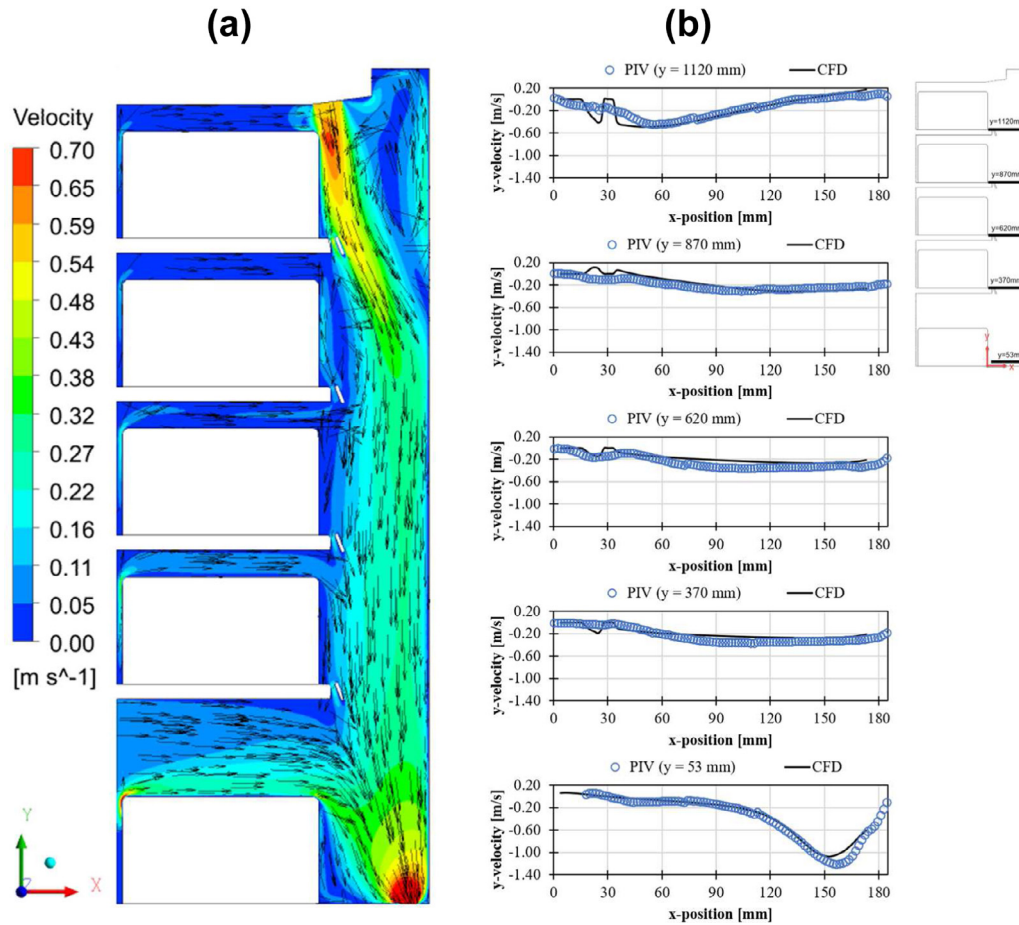 (a)
Velocity
0.70
0.65
0.59
0.54
0.48
0.43
0.38
0.32
0.27
0.22
0.16
0.11
0.05
0.00
[m s^-1]
Y
Z
X
(b)
PIV (y = 1120 mm) CFD
y-velocity [m/s]
0.20
-0.20
-0.60
-1.00
-1.40
0 30 60 90 120 150 180
x-position [mm]
PIV (y = 870 mm) CFD
y-velocity [m/s]
0.20
-0.20
-0.60
-1.00
-1.40
0 30 60 90 120 150 180
x-position [mm]
PIV (y = 620 mm) CFD
y-velocity [m/s]
0.20
-0.20
-0.60
-1.00
-1.40
0 30 60 90 120 150 180
x-position [mm]
PIV (y = 370 mm) CFD
y-velocity [m/s]
0.20
-0.20
-0.60
-1.00
-1.40
0 30 60 90 120 150 180
x-position [mm]
PIV (y = 53 mm) CFD
y-velocity [m/s]
0.20
-0.20
-0.60
-1.00
-1.40
0 30 60 90 120 150 180
x-position [mm]
y=1120m
y=870mm
y=620mm
y=370mm
y
y=53m
x